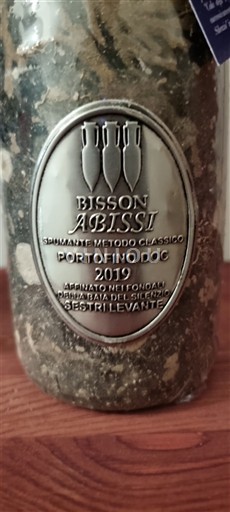 BISSON
ABISSI
SPUMANTE METODO CLASSICO
PORTOFINO DOC
2019
AFFINATO NEI FONDALI
DELLA BAIA DEL SILENZIO
SESTRI LEVANTE